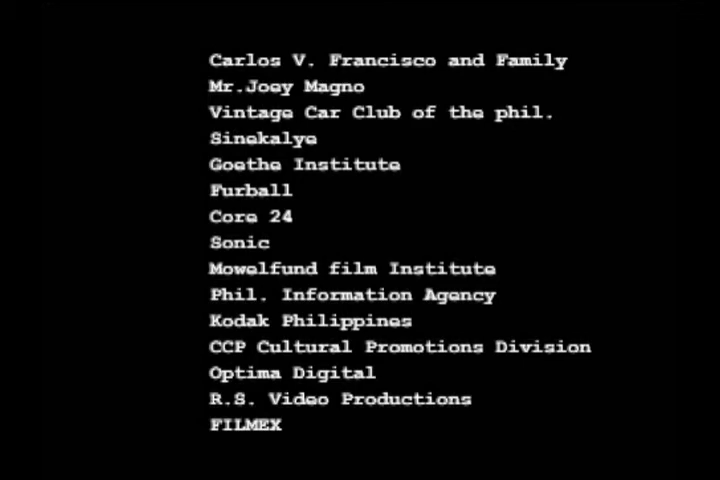 Carlos V. Francisco and Family
Mr.Joey Magno
Vintage Car Club of the phil.
Sinekalye
Goethe Institute
Furball
Core 24
Sonic
Mowelfund film Institute
Phil. Information Agency
Kodak Philippines
CCP Cultural Promotions Division
Optima Digital
R.S. Video Productions
FILMEX